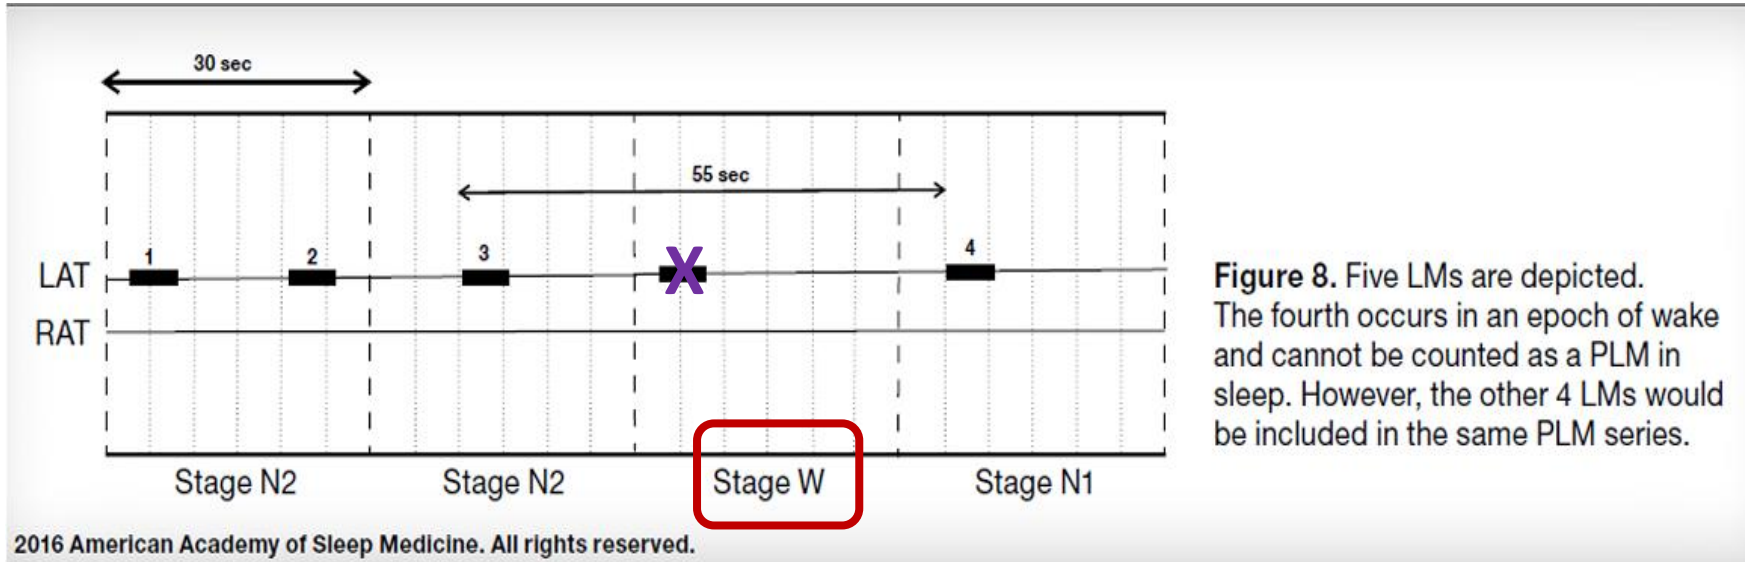 30 sec
55 sec
1
2
3
X
4
LAT
RAT
Stage N2
Stage N2
Stage W
Stage N1
Figure 8. Five LMs are depicted.
The fourth occurs in an epoch of wake
and cannot be counted as a PLM in
sleep. However, the other 4 LMs would
be included in the same PLM series.
2016 American Academy of Sleep Medicine. All rights reserved.